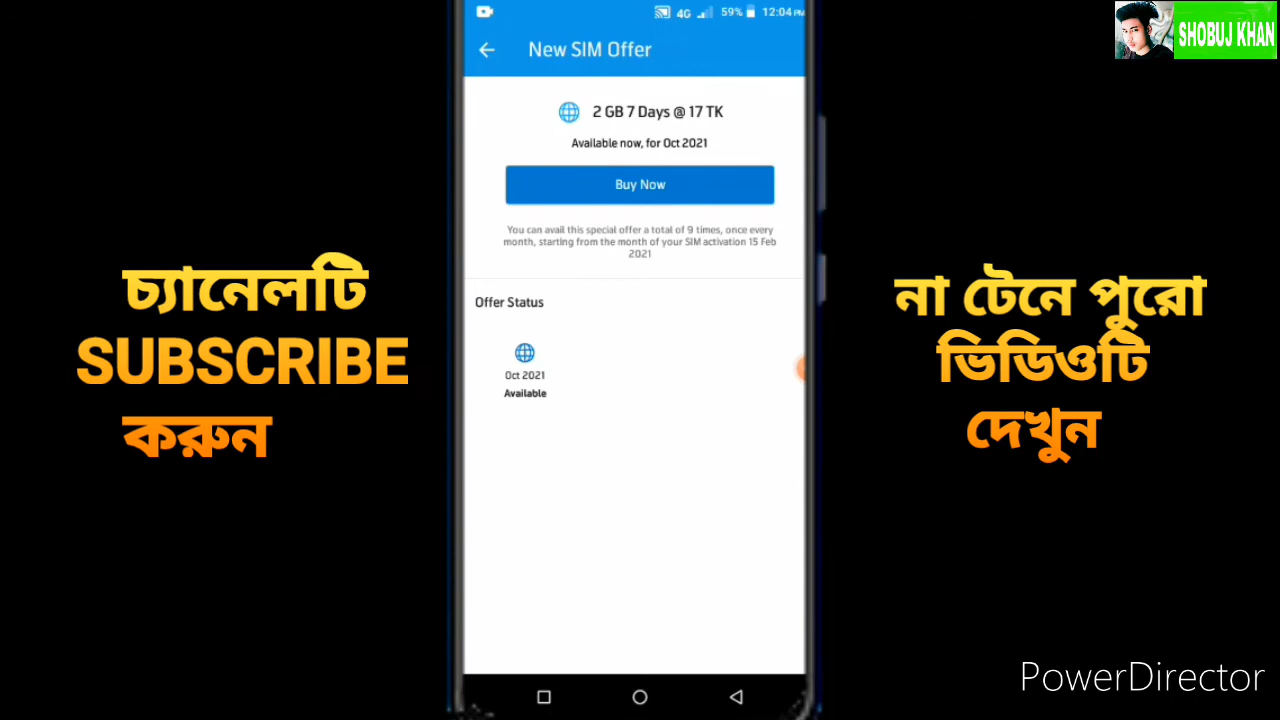 4G 59% 12:04 PM
SHOBUJ KHAN
New SIM Offer
2 GB 7 Days @ 17 TK
Available now, for Oct 2021
Buy Now
You can avail this special offer a total of 9 times, once every
month, starting from the month of your SIM activation 15 Feb
2021
Offer Status
Oct 2021
Available
চ্যানেলটি
SUBSCRIBE
করুন
না টেনে পুরো
ভিডিওটি
দেখুন
PowerDirector